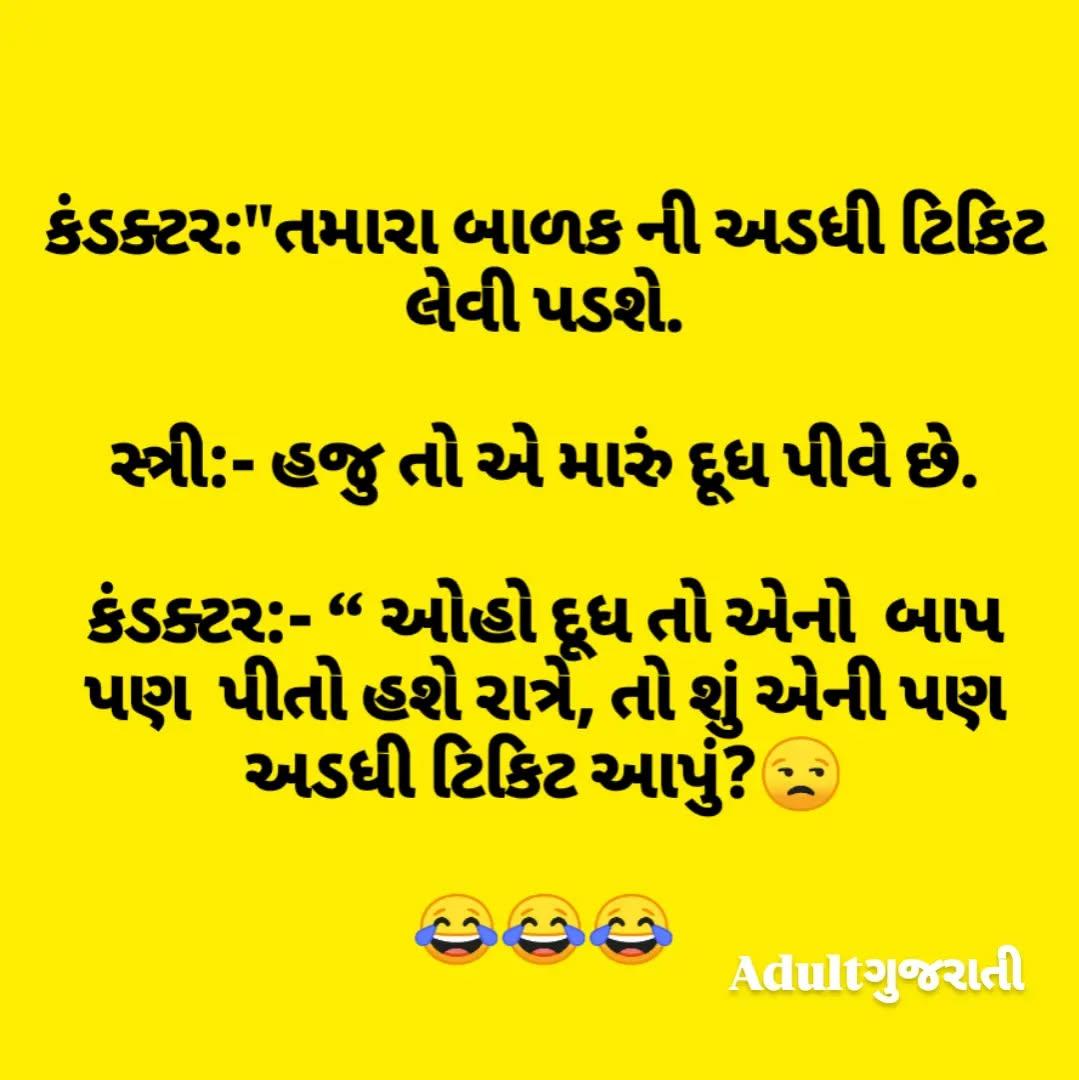 કંડક્ટર:"તમારા બાળક ની અડધી ટિકિટ
લેવી પડશે.
સ્ત્રી:- હજુ તો એ મારું દૂધ પીવે છે.
કંડક્ટર:- “ ઓહો દૂધ તો એનો બાપ
પણ પીતો હશે રાત્રે, તો શું એની પણ
અડધી ટિકિટ આપું?😒
😂😂😂
Adultગુજરાતી